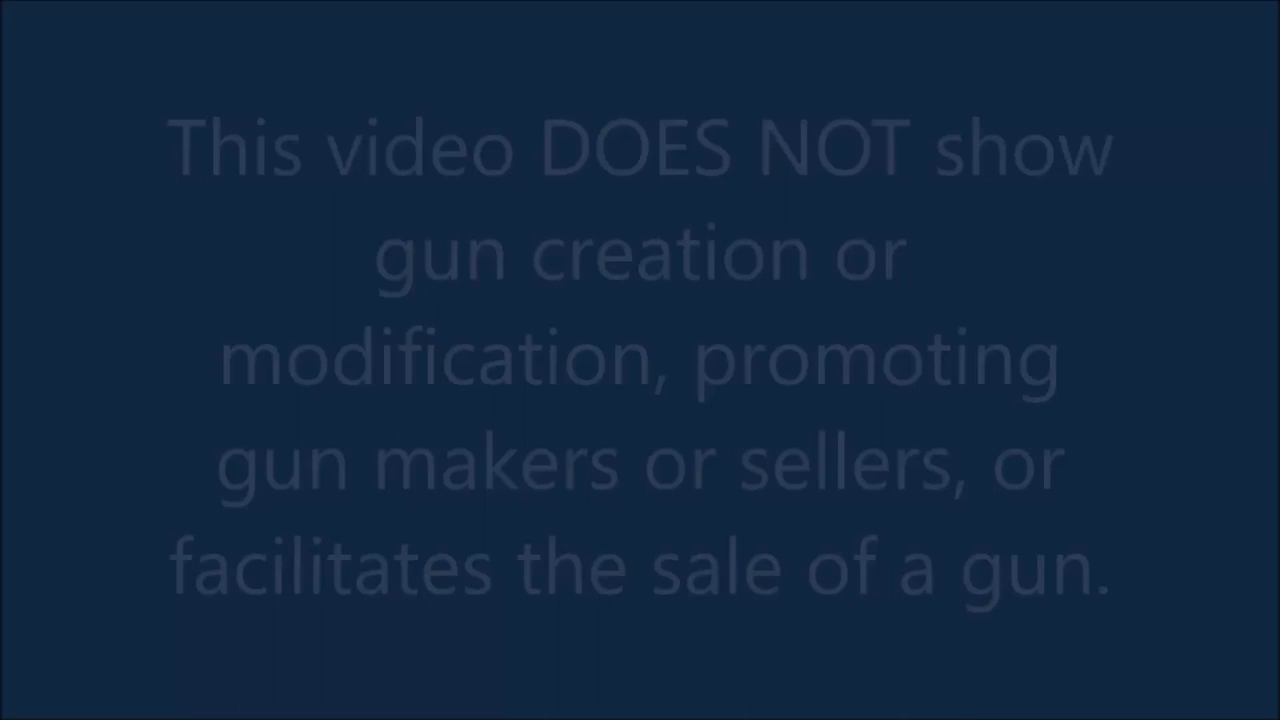 This video DOES NOT show
gun creation or
modification, promoting
gun makers or sellers, or
facilitates the sale of a gun.